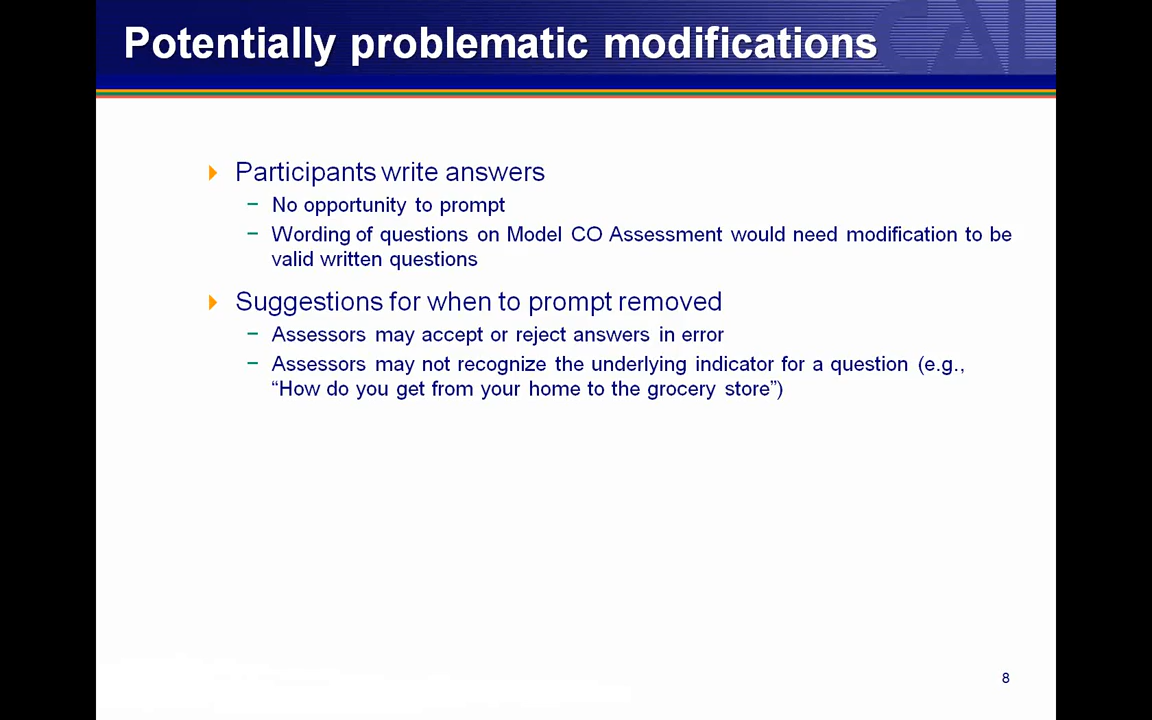 Potentially problematic modifications
CAL
Participants write answers
− No opportunity to prompt
− Wording of questions on Model CO Assessment would need modification to be
valid written questions
Suggestions for when to prompt removed
− Assessors may accept or reject answers in error
− Assessors may not recognize the underlying indicator for a question (e.g.,
“How do you get from your home to the grocery store”)
8